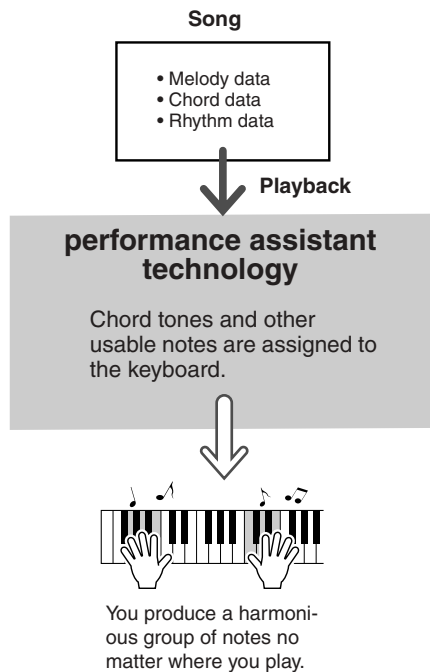 Song
• Melody data
• Chord data
• Rhythm data
Playback
performance assistant
technology
Chord tones and other
usable notes are assigned to
the keyboard.
You produce a harmoni-
ous group of notes no
matter where you play.